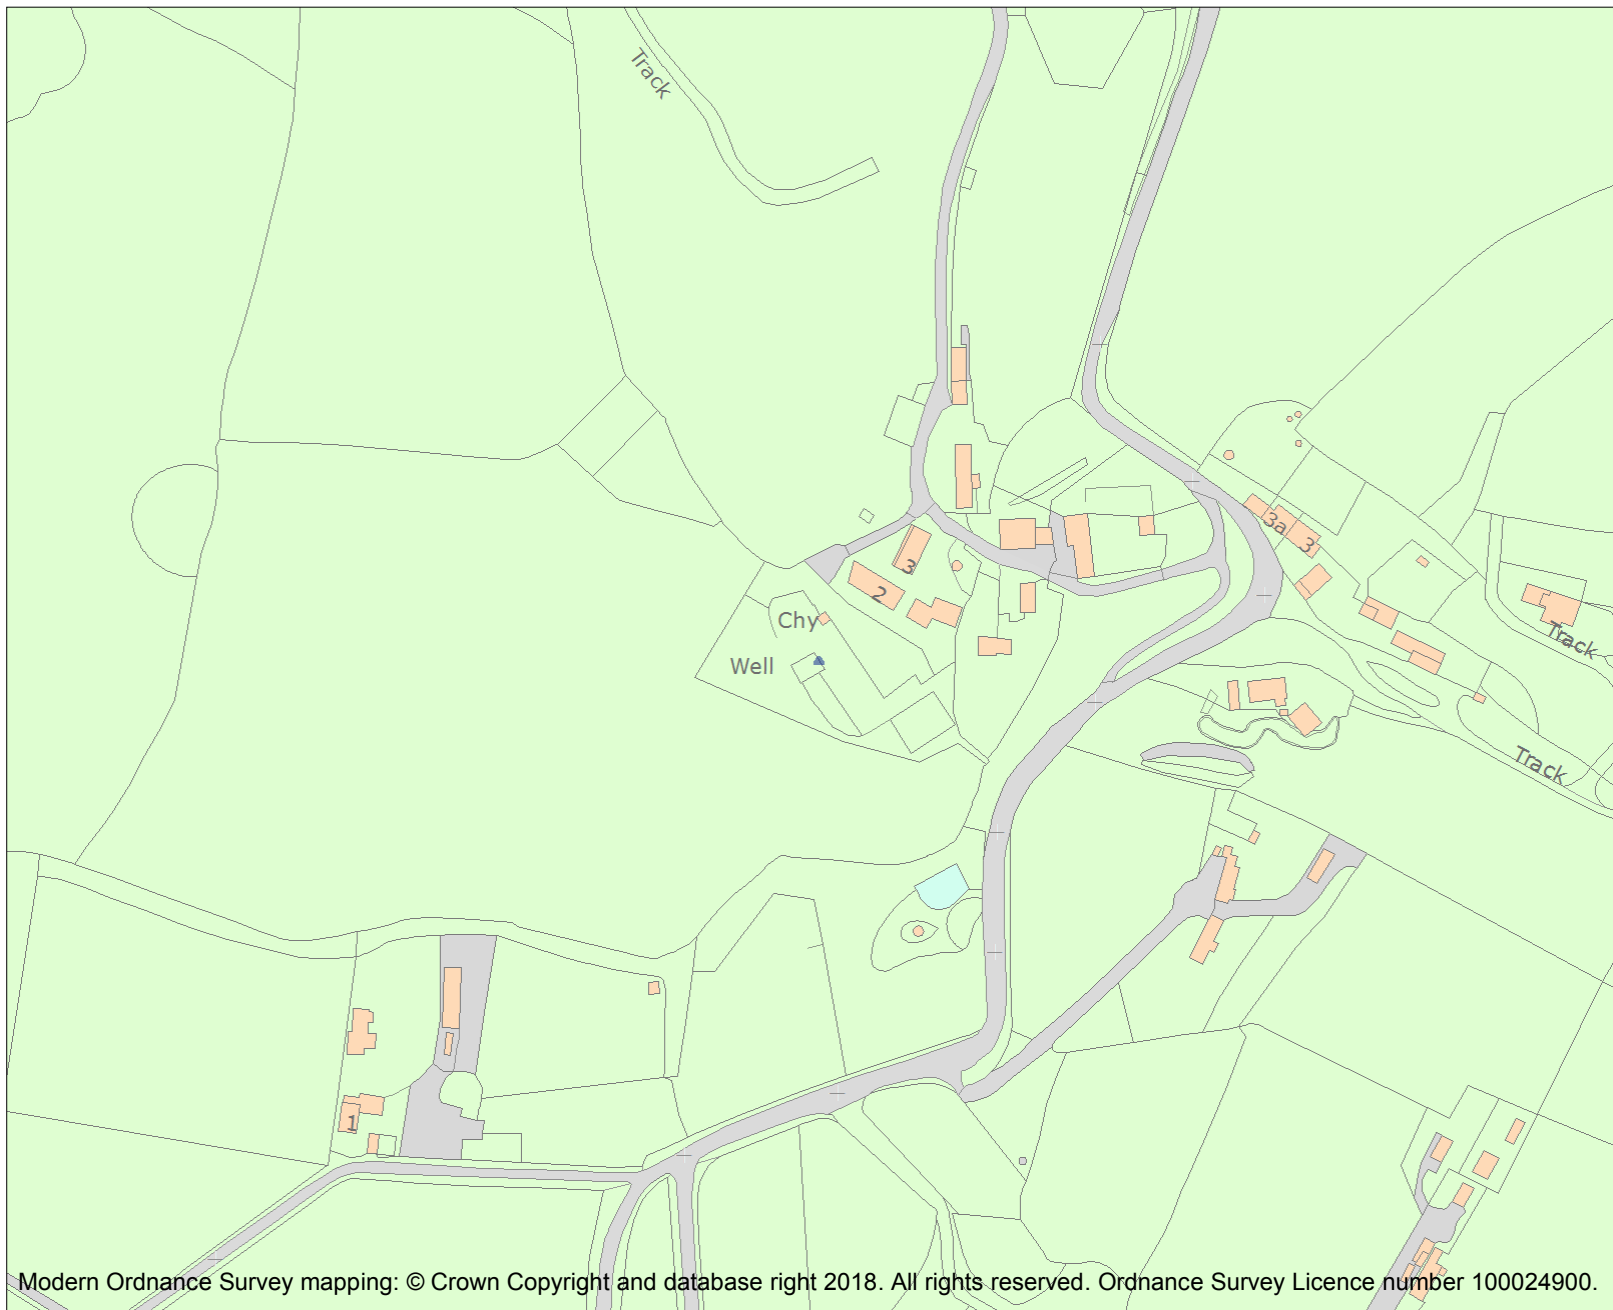 Track
3a
3
3
2
Chy
Well
Track
Track
1
Modern Ordnance Survey mapping: © Crown Copyright and database right 2018. All rights reserved. Ordnance Survey Licence number 100024900.